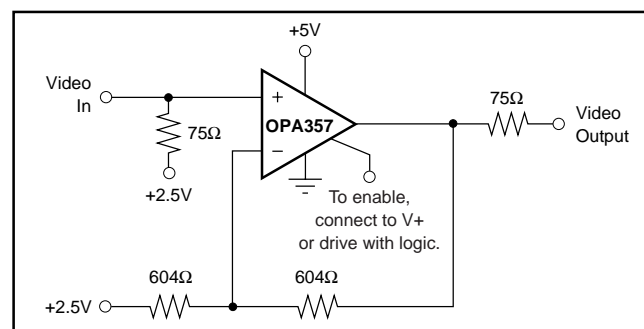 +5V
Video
In
+
OPA357
−
75Ω
+2.5V
75Ω
Video
Output
To enable,
connect to V+
or drive with logic.
604Ω
604Ω
+2.5V